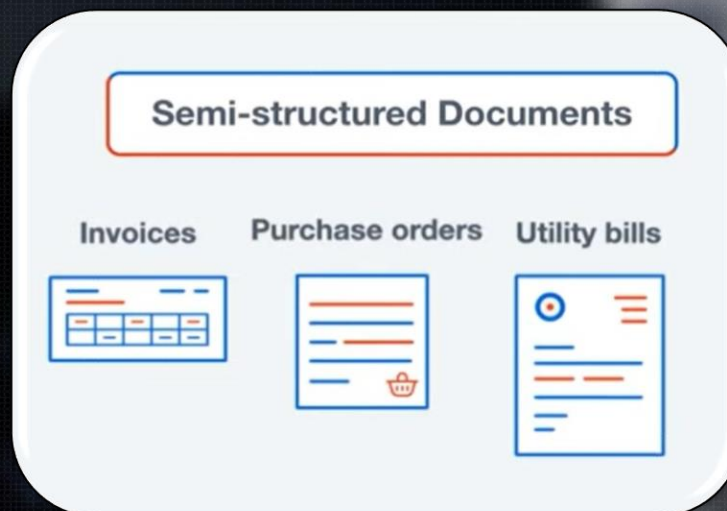 Semi-structured Documents
Invoices
Purchase orders
Utility bills